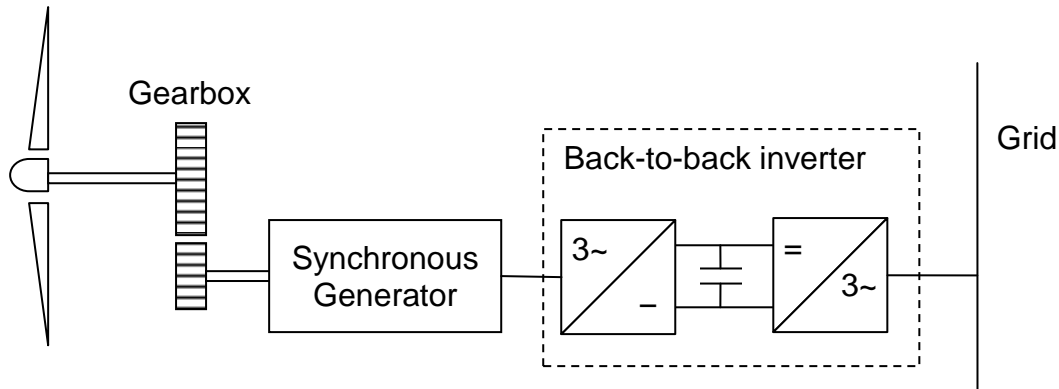 Gearbox
Grid
Back-to-back inverter
Synchronous
Generator
3~
–
=
3~